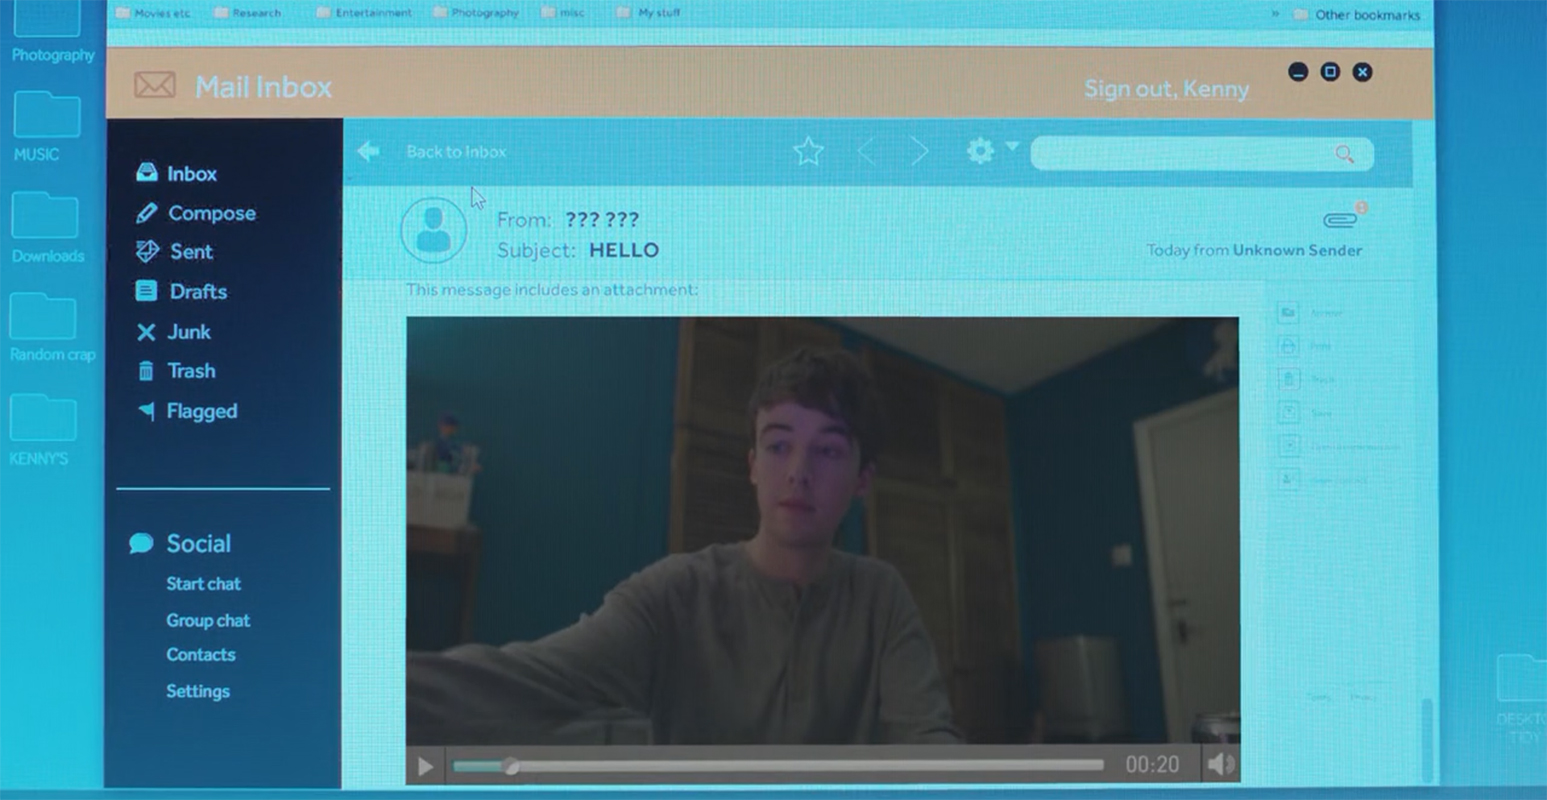 Movies etc
Research
Entertainment
Photography
misc
My stuff
»
Other bookmarks
Photography
MUSIC
Downloads
Random crap
KENNY'S
Mail Inbox
Sign out, Kenny
Inbox
Compose
Sent
Drafts
Junk
Trash
Flagged
Social
Start chat
Group chat
Contacts
Settings
Back to Inbox
From: ??? ???
Subject: HELLO
Today from Unknown Sender
This message includes an attachment:
00:20
DESKTO
TIDY